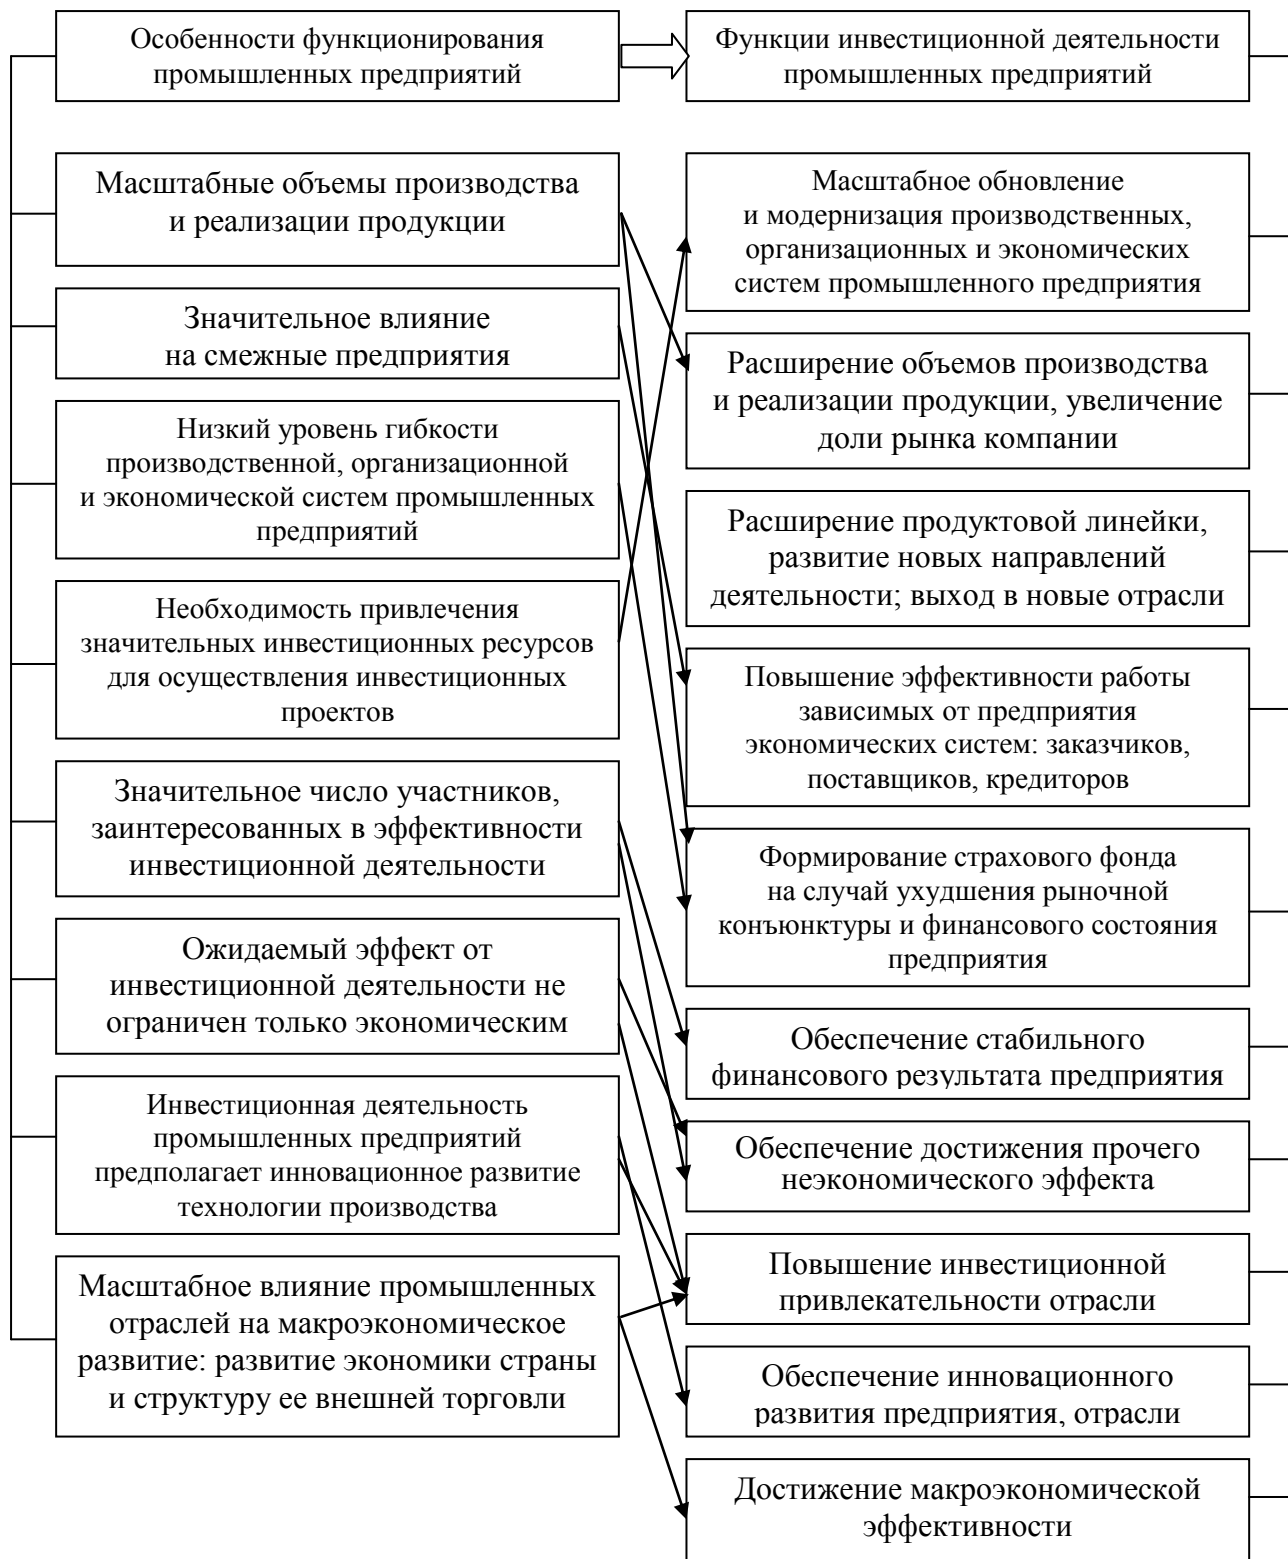 Особенности функционирования
промышленных предприятий
Функции инвестиционной деятельности
промышленных предприятий
Масштабные объемы производства
и реализации продукции
Значительное влияние
на смежные предприятия
Низкий уровень гибкости
производственной, организационной
и экономической систем промышленных
предприятий
Необходимость привлечения
значительных инвестиционных ресурсов
для осуществления инвестиционных
проектов
Значительное число участников,
заинтересованных в эффективности
инвестиционной деятельности
Ожидаемый эффект от
инвестиционной деятельности не
ограничен только экономическим
Инвестиционная деятельность
промышленных предприятий
предполагает инновационное развитие
технологии производства
Масштабное влияние промышленных
отраслей на макроэкономическое
развитие: развитие экономики страны
и структуру ее внешней торговли
Масштабное обновление
и модернизация производственных,
организационных и экономических
систем промышленного предприятия
Расширение объемов производства
и реализации продукции, увеличение
доли рынка компании
Расширение продуктовой линейки,
развитие новых направлений
деятельности; выход в новые отрасли
Повышение эффективности работы
зависимых от предприятия
экономических систем: заказчиков,
поставщиков, кредиторов
Формирование страхового фонда
на случай ухудшения рыночной
конъюнктуры и финансового состояния
предприятия
Обеспечение стабильного
финансового результата предприятия
Обеспечение достижения прочего
неэкономического эффекта
Повышение инвестиционной
привлекательности отрасли
Обеспечение инновационного
развития предприятия, отрасли
Достижение макроэкономической
эффективности